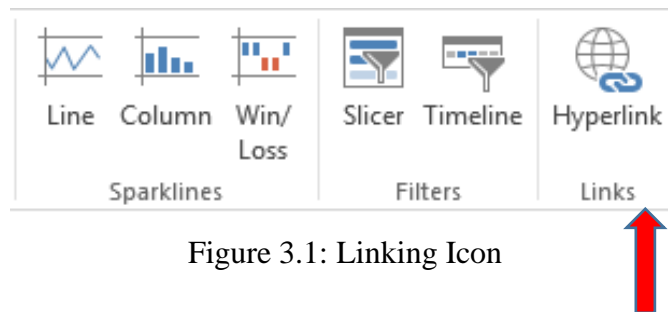 Line Column Win/ Slicer Timeline Hyperlink
Loss
Sparklines Filters Links
Figure 3.1: Linking Icon